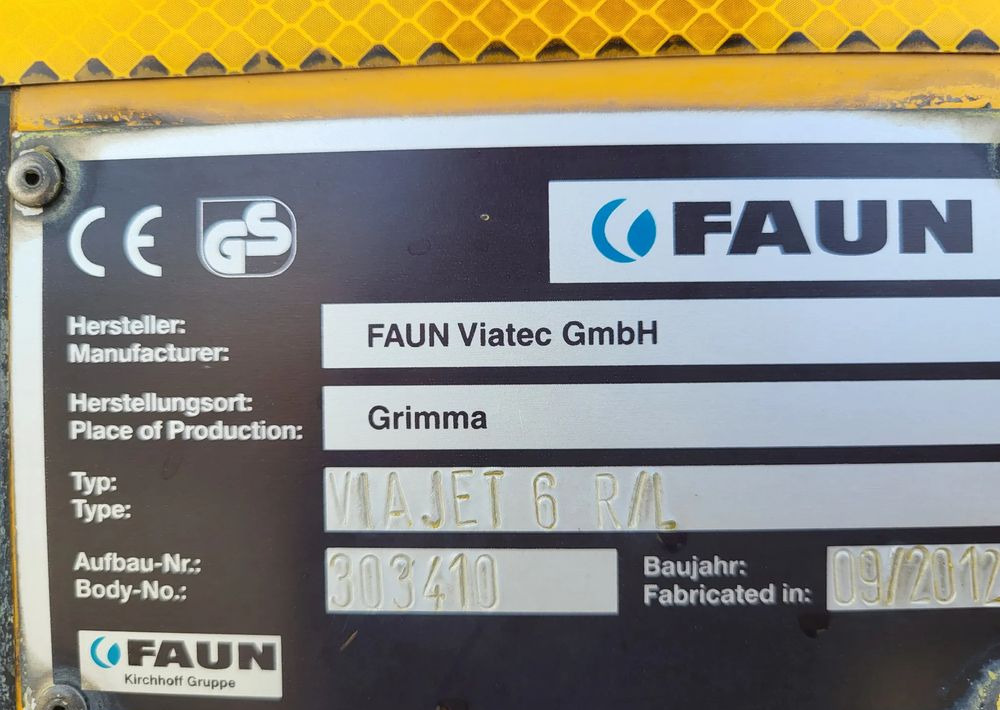 CE GS FAUN
Hersteller:
Manufacturer:
FAUN Viatec GmbH
Herstellungsort:
Place of Production:
Grimma
Typ:
Type:
VIAJET 6 R/L
Aufbau-Nr.:
Body-No.:
303410
Baujahr:
Fabricated in:
09/2012
FAUN
Kirchhoff Gruppe